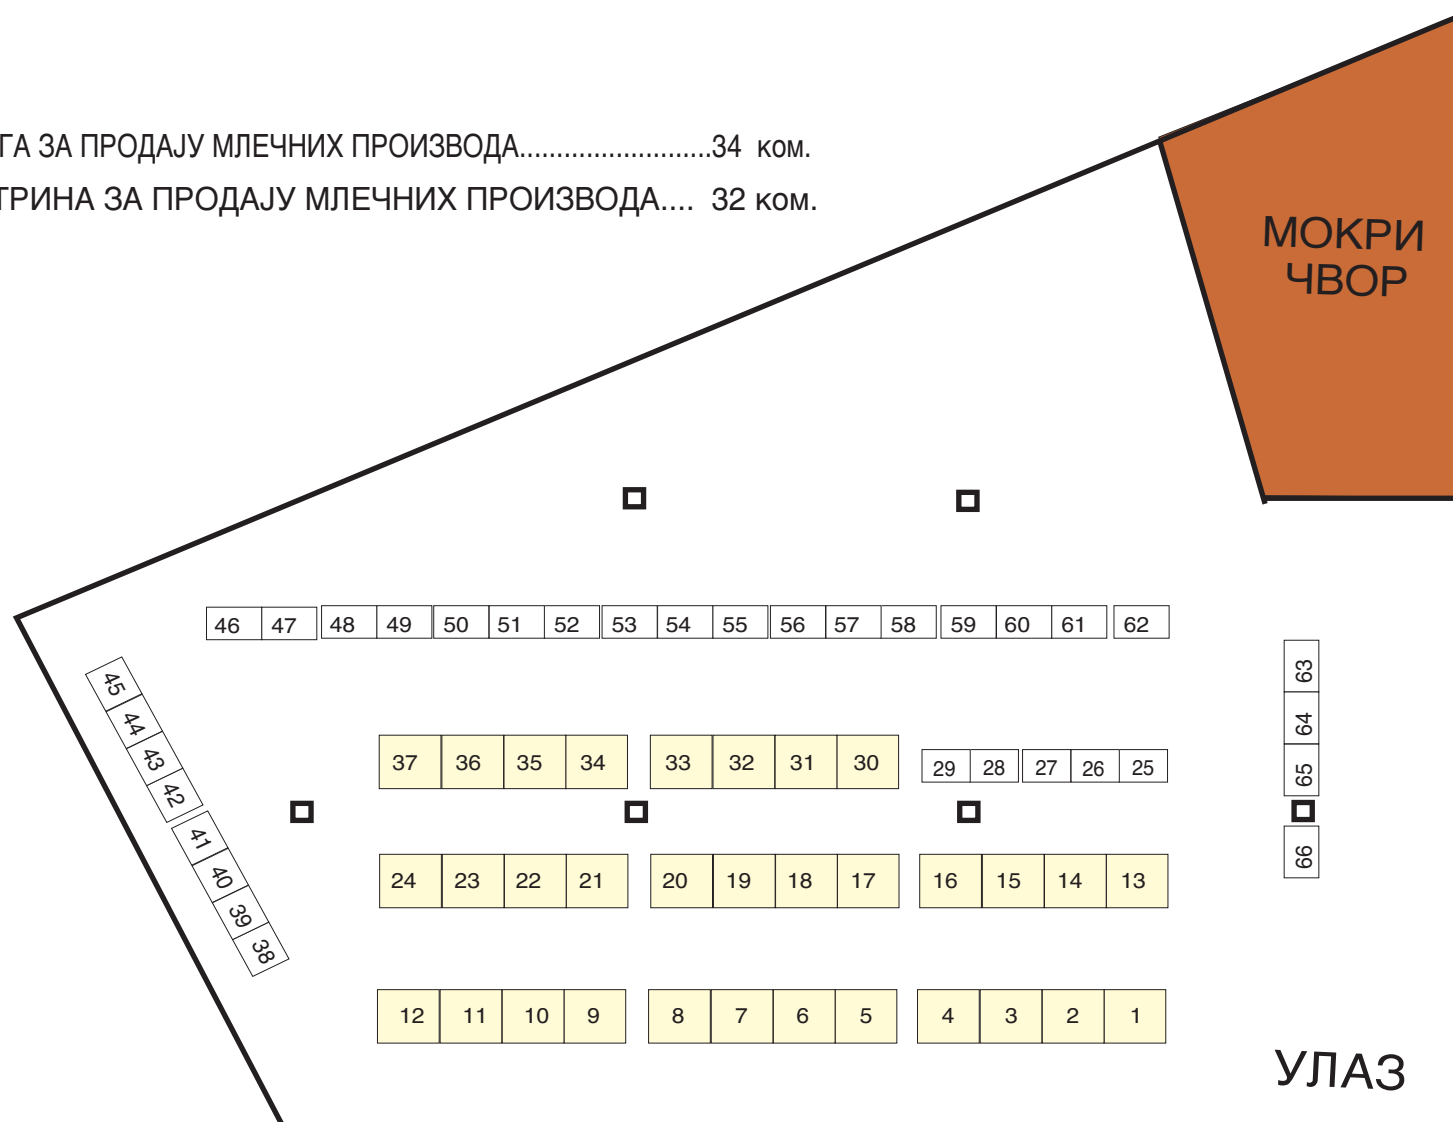 ГА ЗА ПРОДАЈУ МЛЕЧНИХ ПРОИЗВОДА..........................34 ком.
ТРИНА ЗА ПРОДАЈУ МЛЕЧНИХ ПРОИЗВОДА.... 32 ком.
МОКРИ
ЧВОР
46 47 48 49 50 51 52 53 54 55 56 57 58 59 60 61 62
63
64
65
66
45
44
43
42
41
40
39
38
37 36 35 34 33 32 31 30 29 28 27 26 25
24 23 22 21 20 19 18 17 16 15 14 13
12 11 10 9 8 7 6 5 4 3 2 1
УЛАЗ